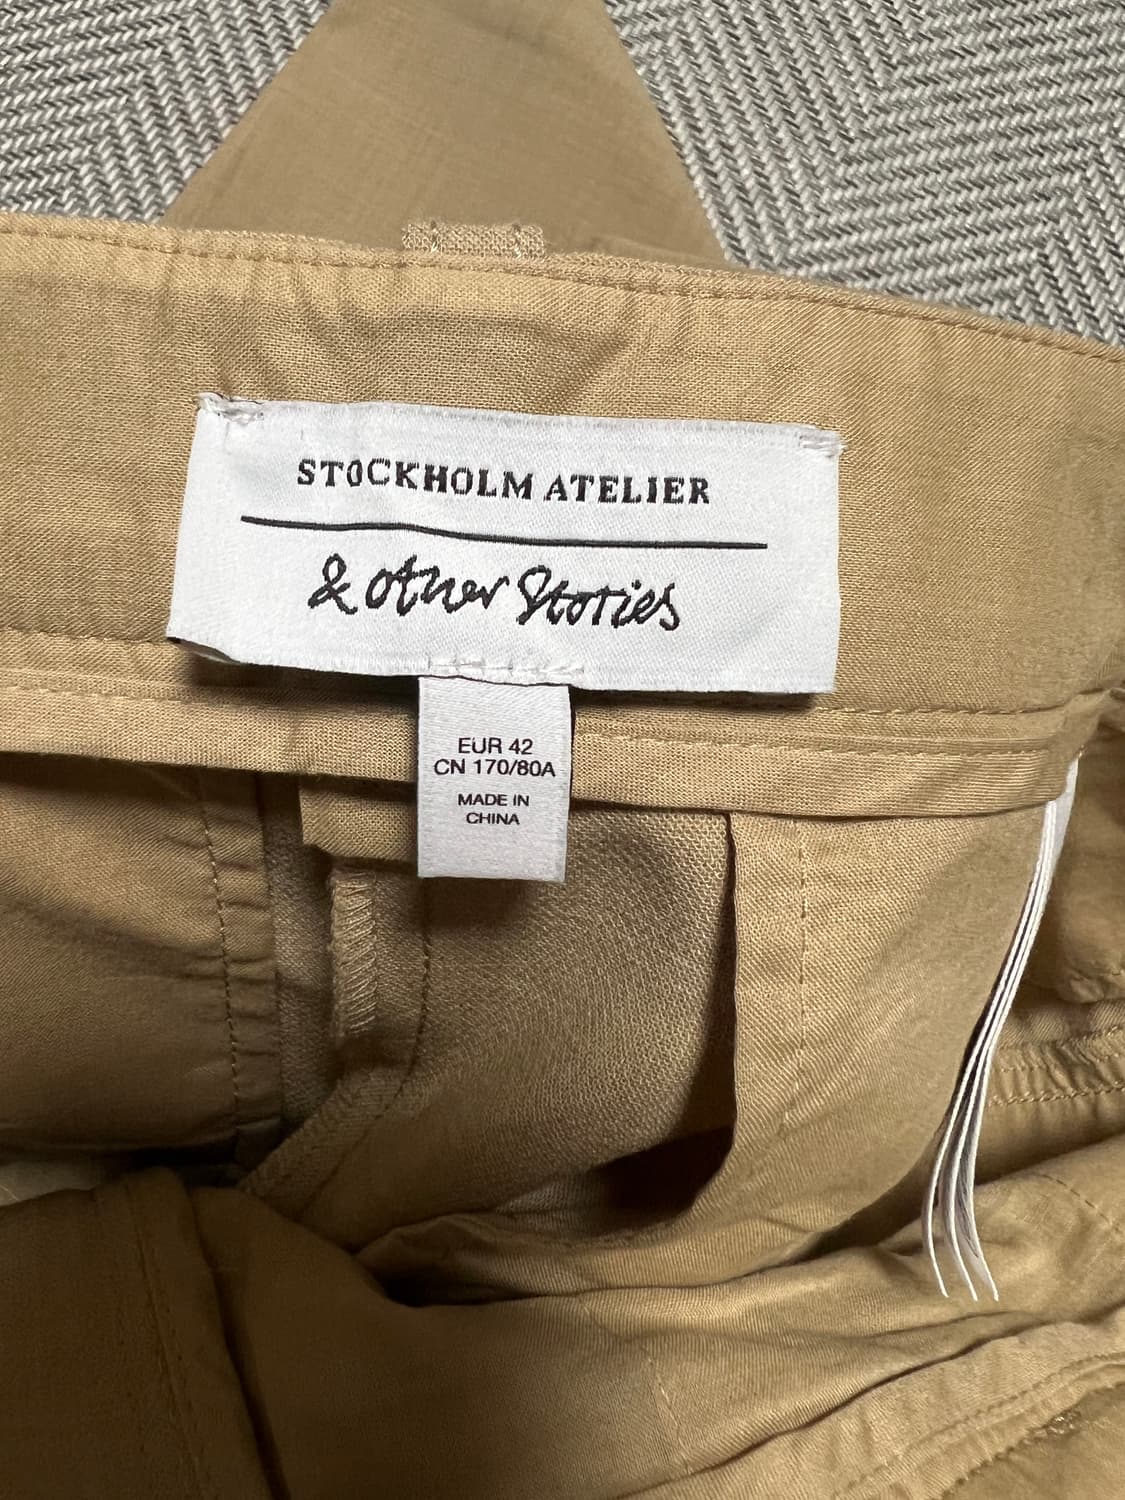 STOCKHOLM ATELIER
& other Stories
EUR 42
CN 170/80A
MADE IN
CHINA